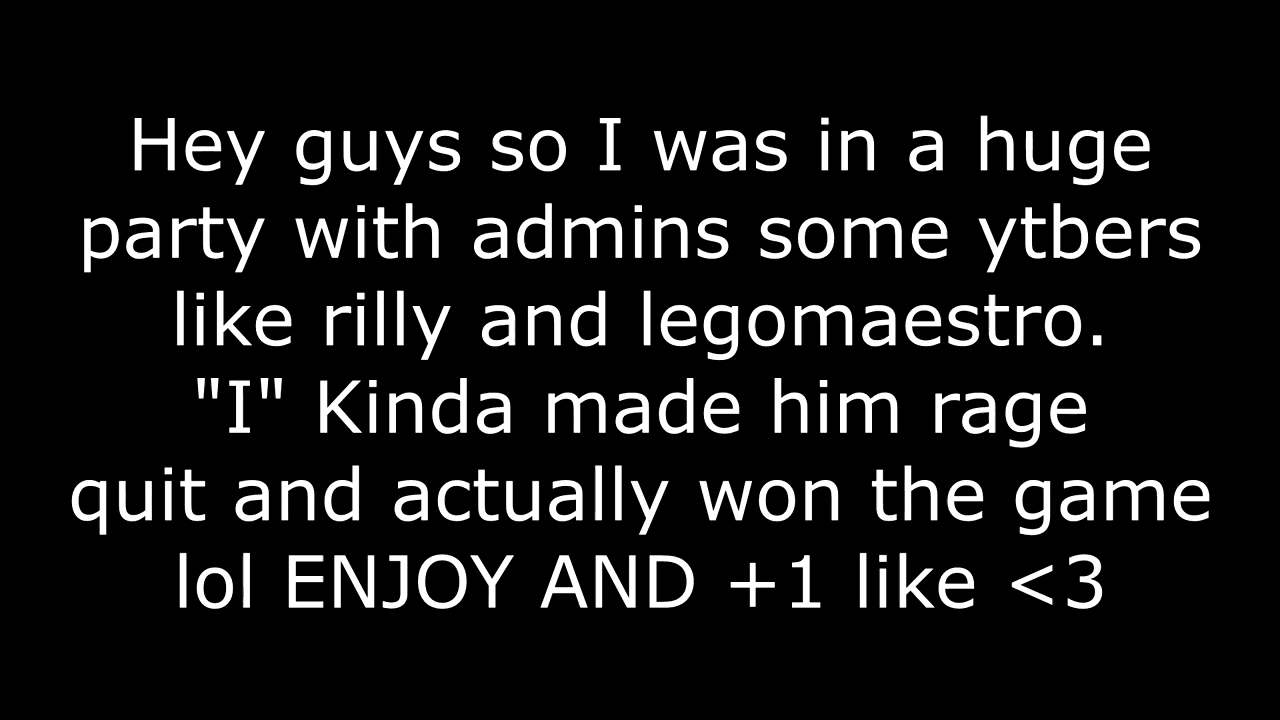 Hey guys so I was in a huge
party with admins some ytbers
like rilly and legomaestro.
"I" Kinda made him rage
quit and actually won the game
lol ENJOY AND +1 like <3